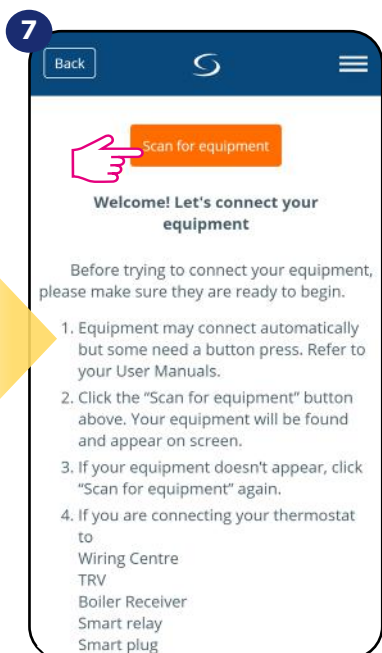 7
Back
Scan for equipment
Welcome! Let's connect your
equipment
Before trying to connect your equipment,
please make sure they are ready to begin.
1. Equipment may connect automatically
but some need a button press. Refer to
your User Manuals.
2. Click the “Scan for equipment” button
above. Your equipment will be found
and appear on screen.
3. If your equipment doesn't appear, click
“Scan for equipment” again.
4. If you are connecting your thermostat
to
Wiring Centre
TRV
Boiler Receiver
Smart relay
Smart plug